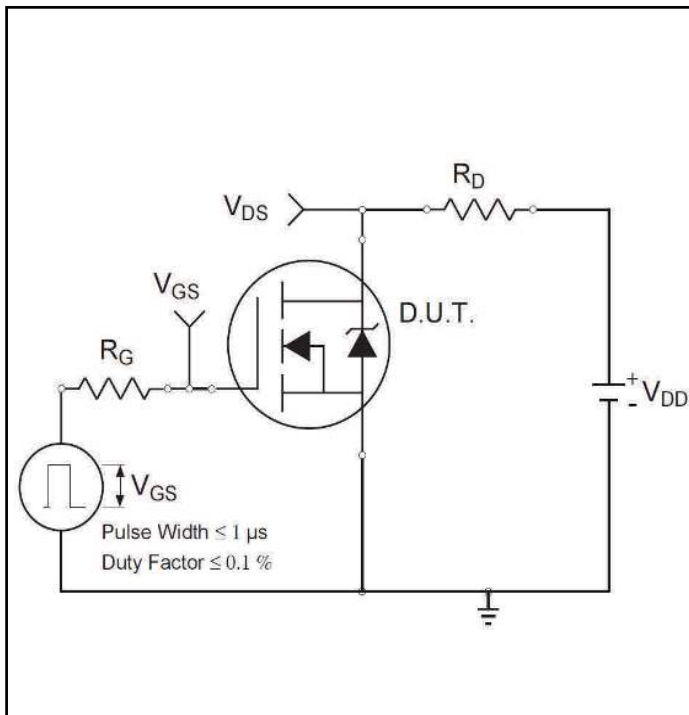 R_D
V_DS
V_GS
D.U.T.
R_G
+
-
V_DD
V_GS
Pulse Width ≤ 1 µs
Duty Factor ≤ 0.1 %